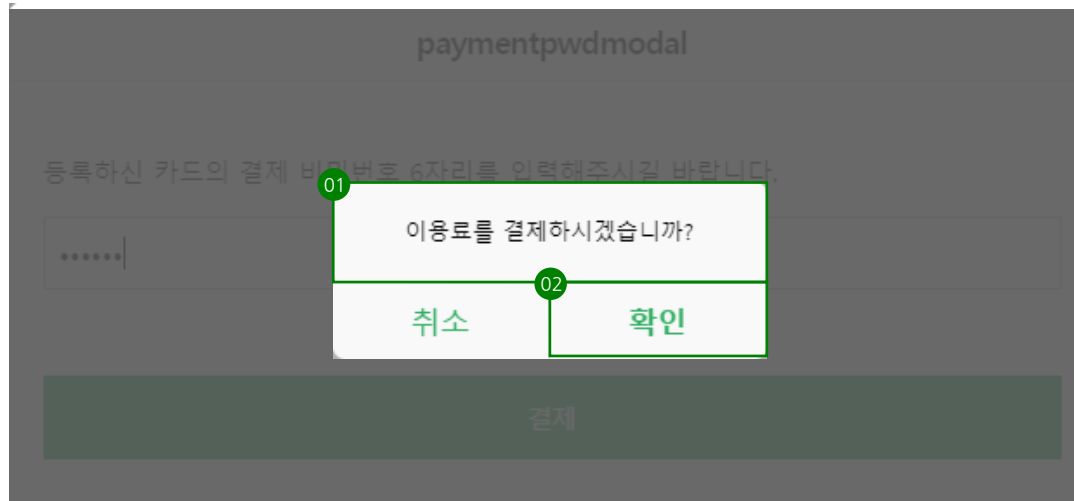 paymentpwdmodal
등록하신 카드의 결제 비밀번호 6자리를 입력해주시길 바랍니다.
01
이용료를 결제하시겠습니까?
••••••
02
취소 확인
결제